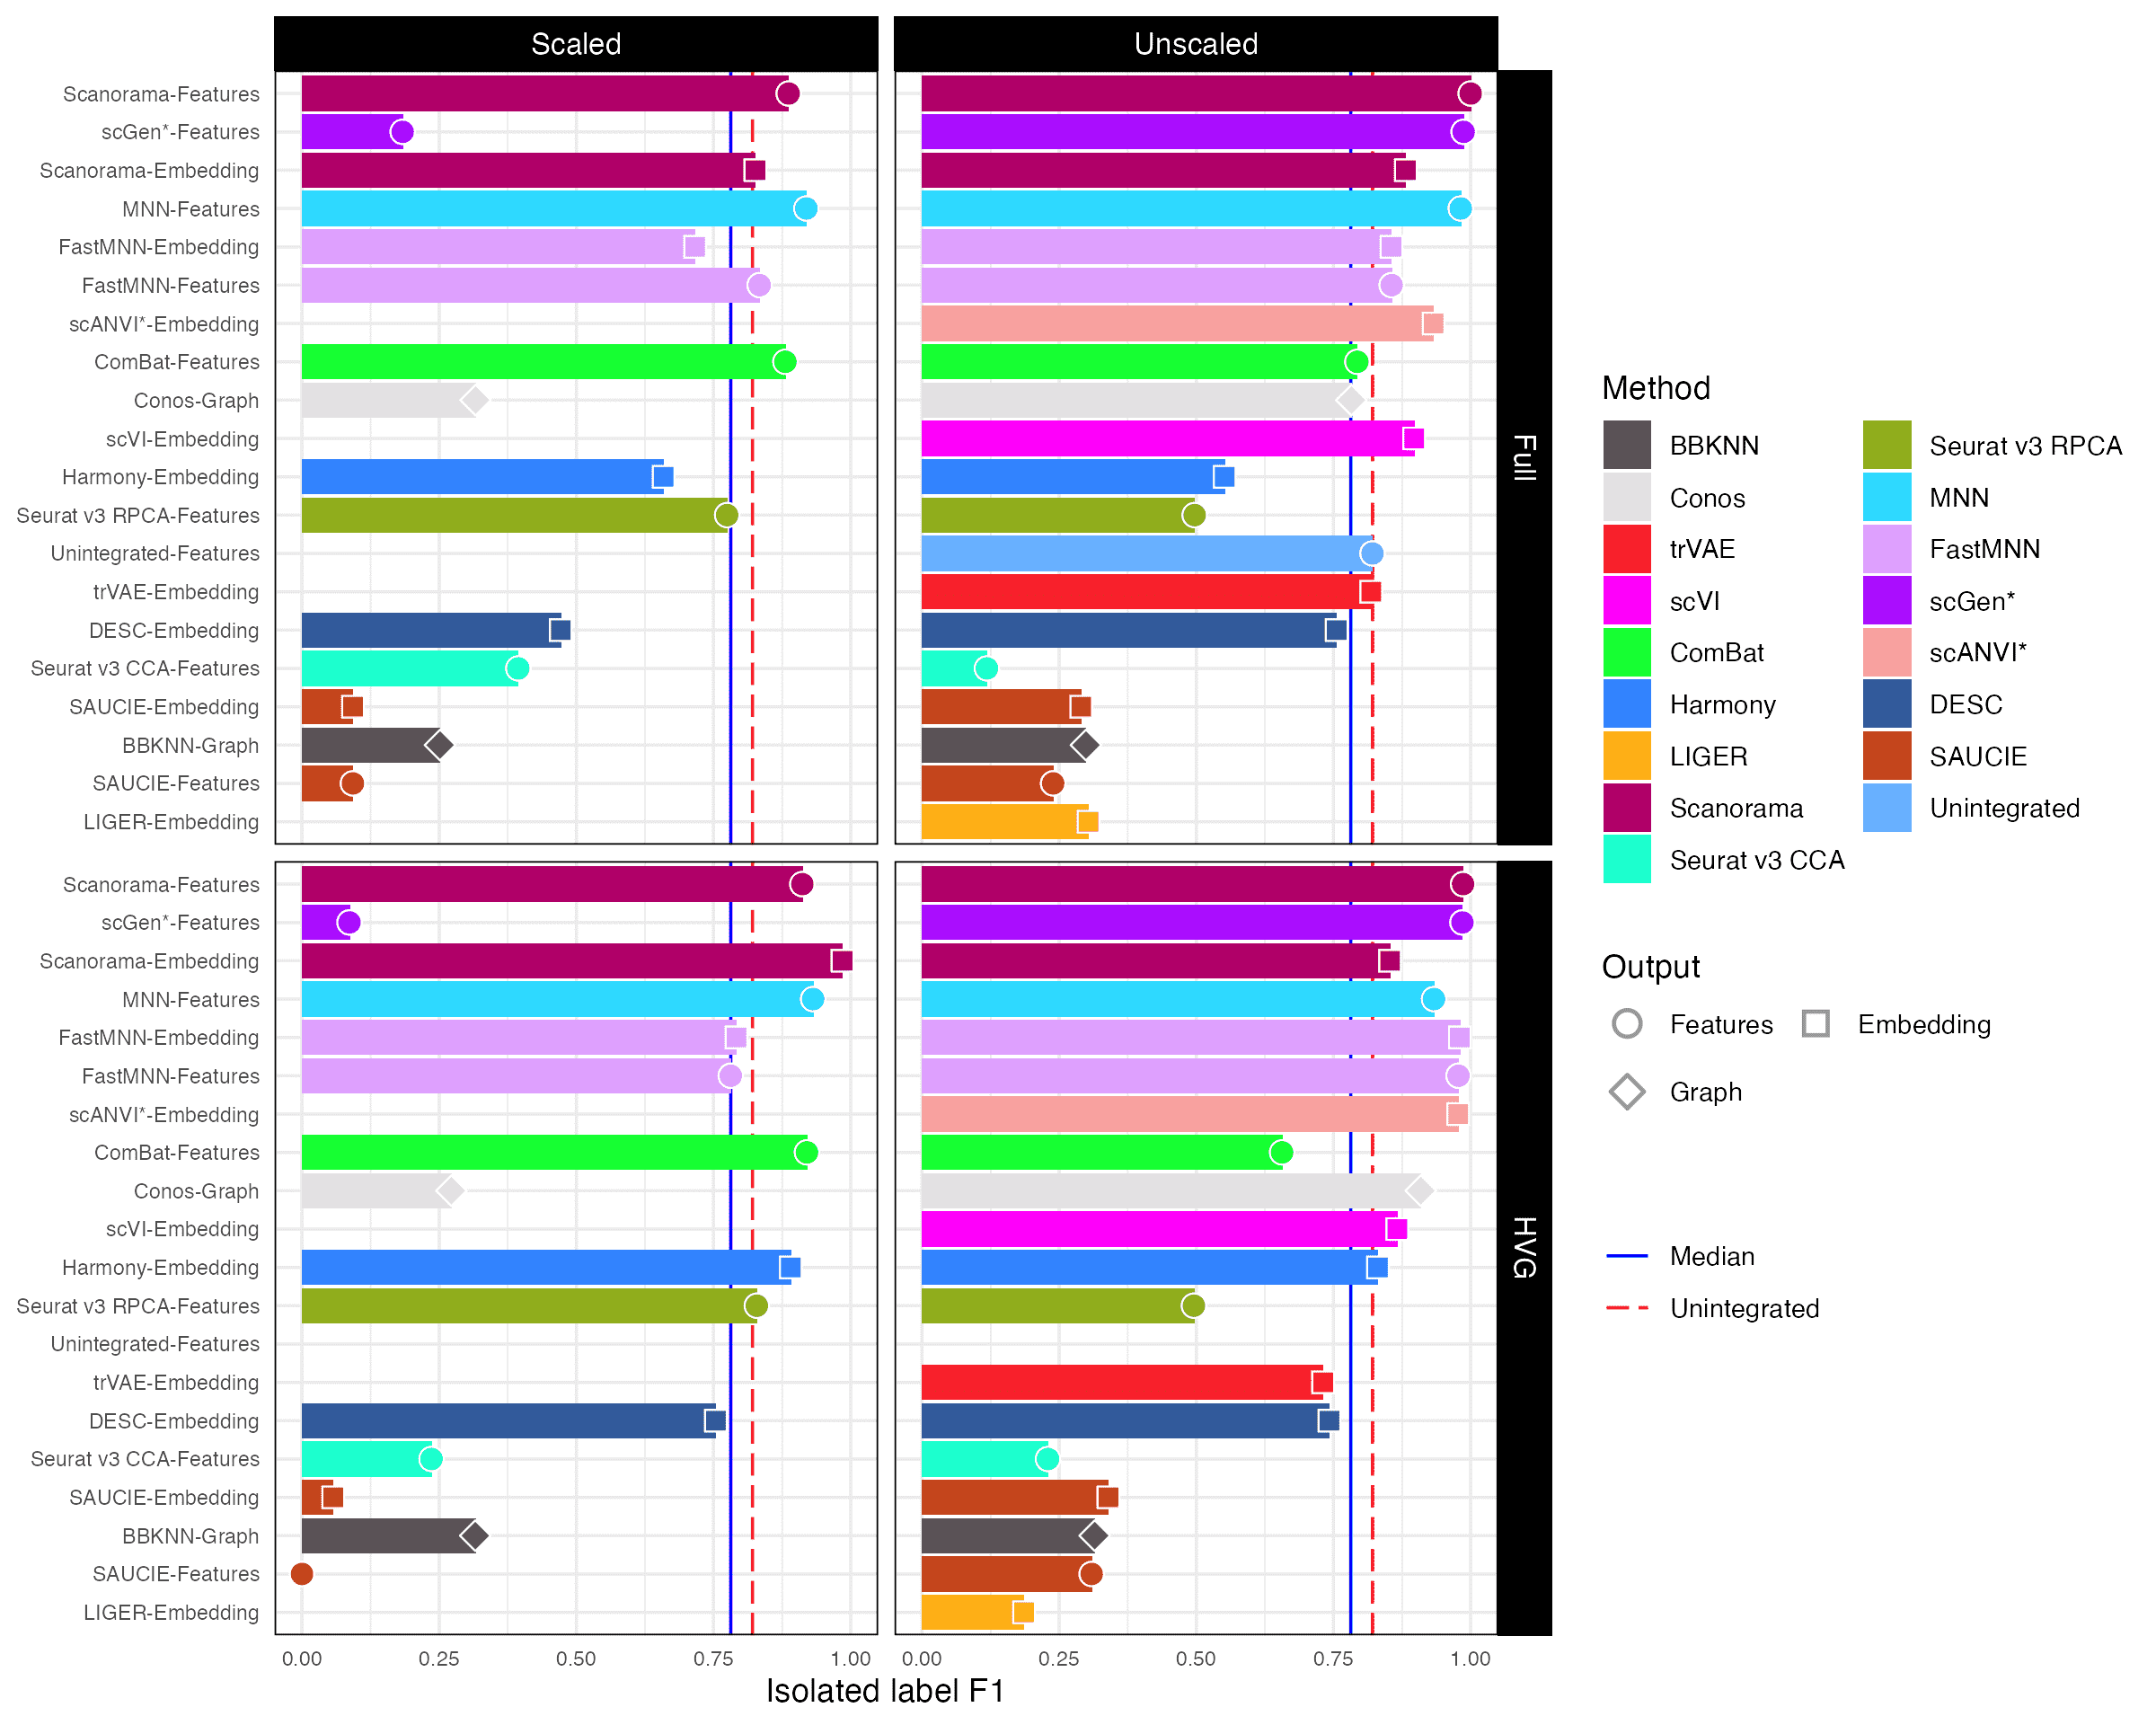 Scaled
Unscaled
Scanorama-Features
scGen*-Features
Scanorama-Embedding
MNN-Features
FastMNN-Embedding
FastMNN-Features
scANVI*-Embedding
ComBat-Features
Conos-Graph
scVI-Embedding
Harmony-Embedding
Seurat v3 RPCA-Features
Unintegrated-Features
trVAE-Embedding
DESC-Embedding
Seurat v3 CCA-Features
SAUCIE-Embedding
BBKNN-Graph
SAUCIE-Features
LIGER-Embedding
Full
Scanorama-Features
scGen*-Features
Scanorama-Embedding
MNN-Features
FastMNN-Embedding
FastMNN-Features
scANVI*-Embedding
ComBat-Features
Conos-Graph
scVI-Embedding
Harmony-Embedding
Seurat v3 RPCA-Features
Unintegrated-Features
trVAE-Embedding
DESC-Embedding
Seurat v3 CCA-Features
SAUCIE-Embedding
BBKNN-Graph
SAUCIE-Features
LIGER-Embedding
HVG
0.00 0.25 0.50 0.75 1.00 0.00 0.25 0.50 0.75 1.00
Isolated label F1
Method
BBKNN Seurat v3 RPCA
Conos MNN
trVAE FastMNN
scVI scGen*
ComBat scANVI*
Harmony DESC
LIGER SAUCIE
Scanorama Unintegrated
Seurat v3 CCA
Output
Features Embedding
Graph
Median
Unintegrated